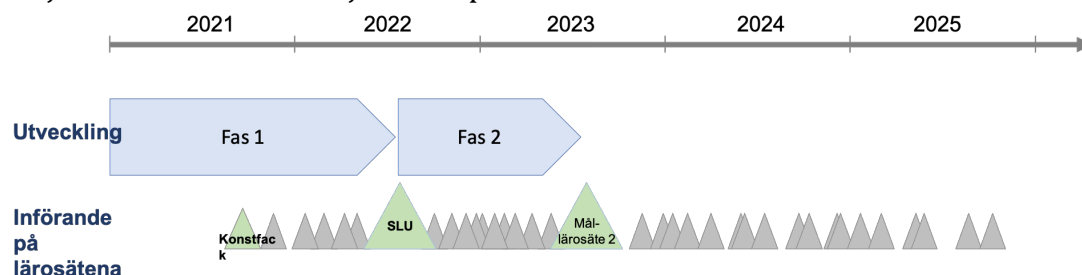 2021 2022 2023 2024 2025
Utveckling
Fas 1
Fas 2
Införande
på
lärosätena
Konstfac
k
SLU
Mål-
lärosäte 2